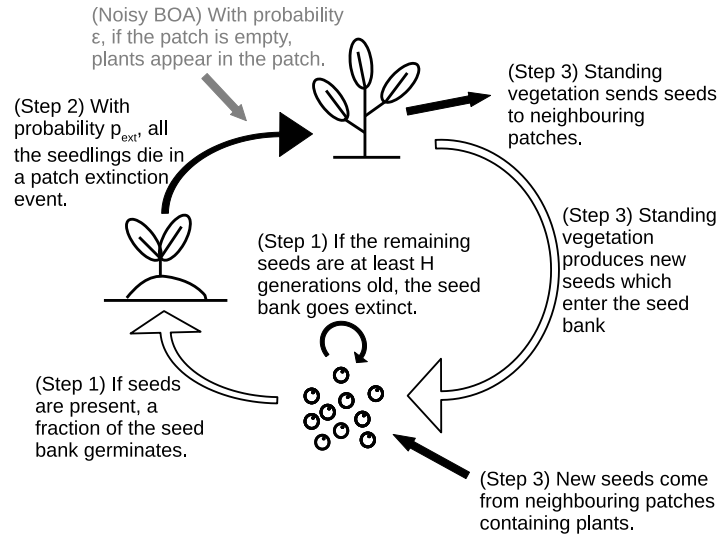 (Noisy BOA) With probability
ε, if the patch is empty,
plants appear in the patch.
(Step 2) With
probability pext, all
the seedlings die in
a patch extinction
event.
(Step 3) Standing
vegetation sends seeds
to neighbouring
patches.
(Step 1) If the remaining
seeds are at least H
generations old, the seed
bank goes extinct.
(Step 3) Standing
vegetation
produces new
seeds which
enter the seed
bank
(Step 1) If seeds
are present, a
fraction of the seed
bank germinates.
(Step 3) New seeds come
from neighbouring patches
containing plants.